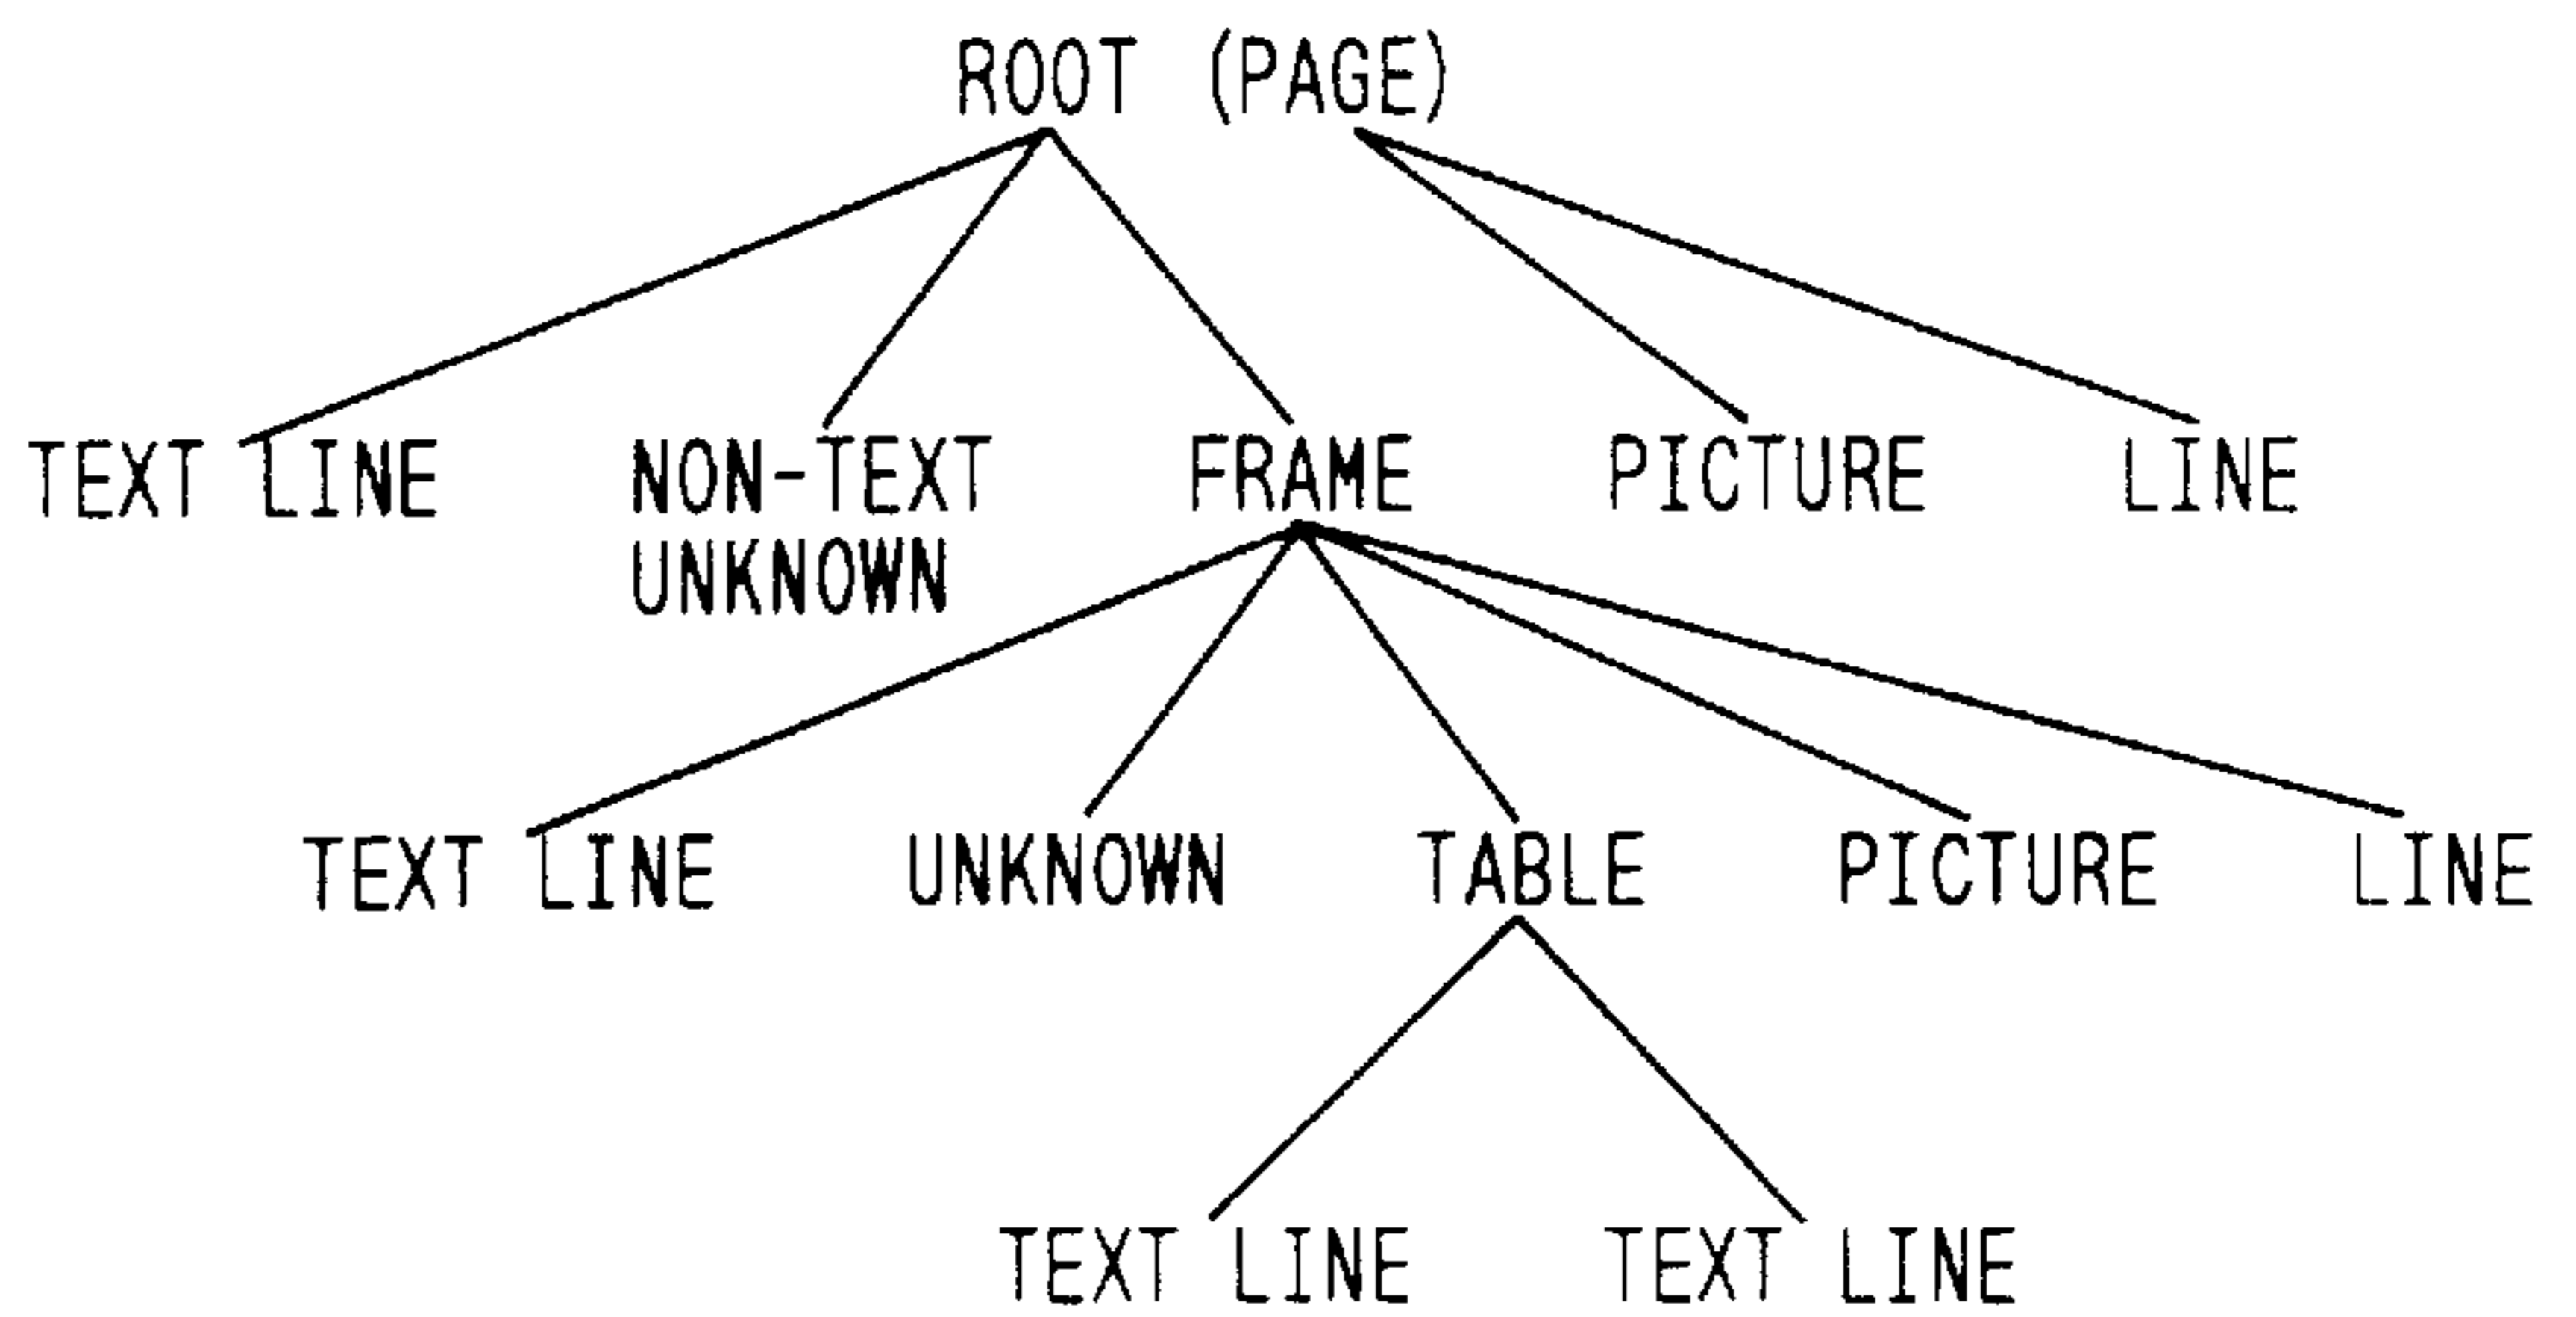 ROOT (PAGE)
TEXT LINE
NON-TEXT
UNKNOWN
FRAME
PICTURE
LINE
TEXT LINE
UNKNOWN
TABLE
PICTURE
LINE
TEXT LINE
TEXT LINE